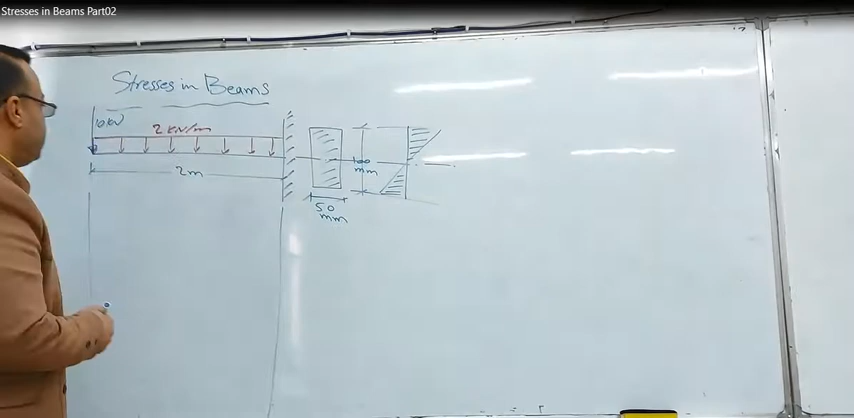 Stresses in Beams Part02
Stresses in Beams
10KN
2 KN/m
2m
100
mm
50
mm